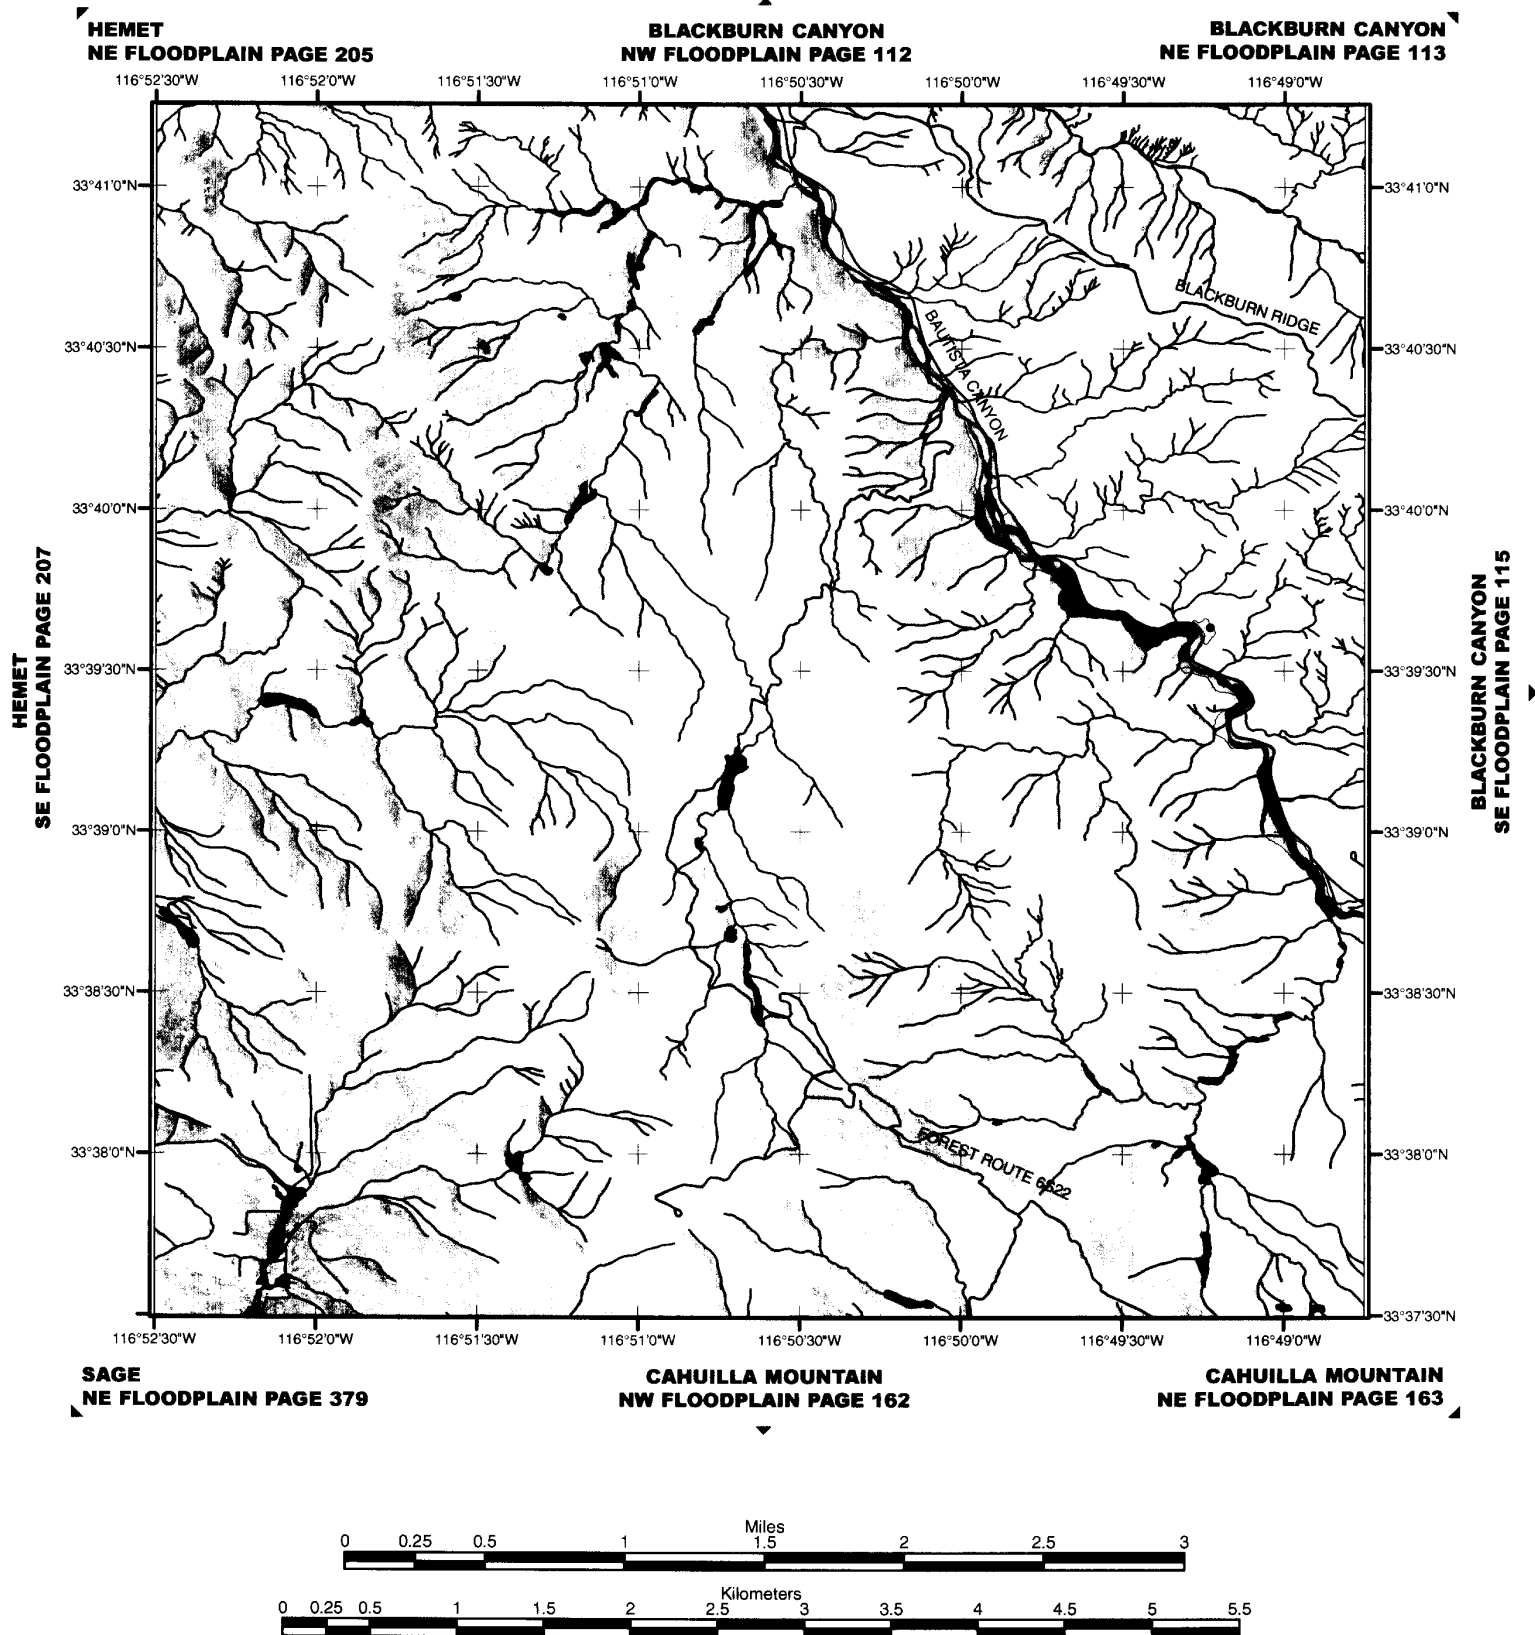 HEMET
NE FLOODPLAIN PAGE 205
BLACKBURN CANYON
NW FLOODPLAIN PAGE 112
BLACKBURN CANYON
NE FLOODPLAIN PAGE 113
116°52'30"W
116°52'0"W
116°51'30"W
116°51'0"W
116°50'30"W
116°50'0"W
116°49'30"W
116°49'0"W
33°41'0"N
33°41'0"N
BLACKBURN RIDGE
BAUTISTA CANYON
33°40'30"N
33°40'30"N
33°40'0"N
33°40'0"N
HEMET
SE FLOODPLAIN PAGE 207
BLACKBURN CANYON
SE FLOODPLAIN PAGE 115
33°39'30"N
33°39'30"N
33°39'0"N
33°39'0"N
33°38'30"N
33°38'30"N
33°38'0"N
33°38'0"N
FOREST ROUTE 6S22
33°37'30"N
116°52'30"W
116°52'0"W
116°51'30"W
116°51'0"W
116°50'30"W
116°50'0"W
116°49'30"W
116°49'0"W
SAGE
NE FLOODPLAIN PAGE 379
CAHUILLA MOUNTAIN
NW FLOODPLAIN PAGE 162
CAHUILLA MOUNTAIN
NE FLOODPLAIN PAGE 163
Miles
0 0.25 0.5 1 1.5 2 2.5 3
Kilometers
0 0.25 0.5 1 1.5 2 2.5 3 3.5 4 4.5 5 5.5